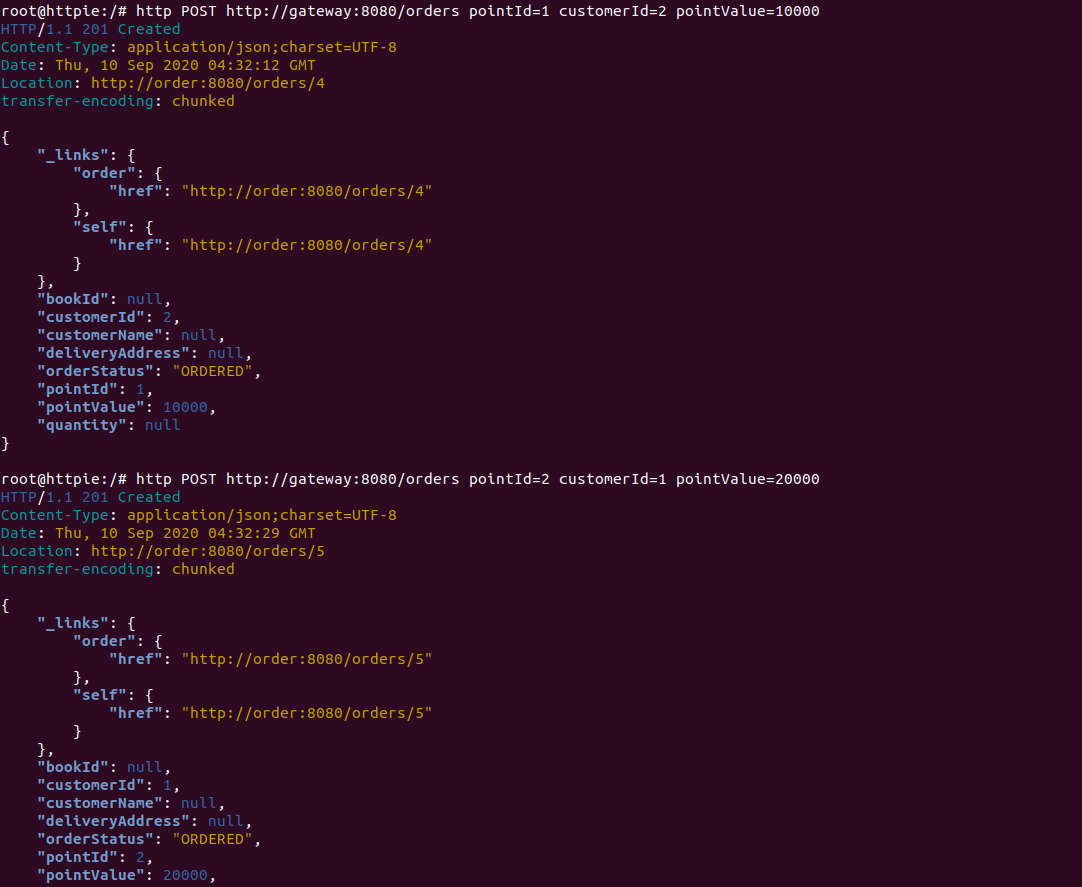 root@httpie:/# http POST http://gateway:8080/orders pointId=1 customerId=2 pointValue=10000
HTTP/1.1 201 Created
Content-Type: application/json;charset=UTF-8
Date: Thu, 10 Sep 2020 04:32:12 GMT
Location: http://order:8080/orders/4
transfer-encoding: chunked

{
    "_links": {
        "order": {
            "href": "http://order:8080/orders/4"
        },
        "self": {
            "href": "http://order:8080/orders/4"
        }
    },
    "bookId": null,
    "customerId": 2,
    "customerName": null,
    "deliveryAddress": null,
    "orderStatus": "ORDERED",
    "pointId": 1,
    "pointValue": 10000,
    "quantity": null
}

root@httpie:/# http POST http://gateway:8080/orders pointId=2 customerId=1 pointValue=20000
HTTP/1.1 201 Created
Content-Type: application/json;charset=UTF-8
Date: Thu, 10 Sep 2020 04:32:29 GMT
Location: http://order:8080/orders/5
transfer-encoding: chunked

{
    "_links": {
        "order": {
            "href": "http://order:8080/orders/5"
        },
        "self": {
            "href": "http://order:8080/orders/5"
        }
    },
    "bookId": null,
    "customerId": 1,
    "customerName": null,
    "deliveryAddress": null,
    "orderStatus": "ORDERED",
    "pointId": 2,
    "pointValue": 20000,